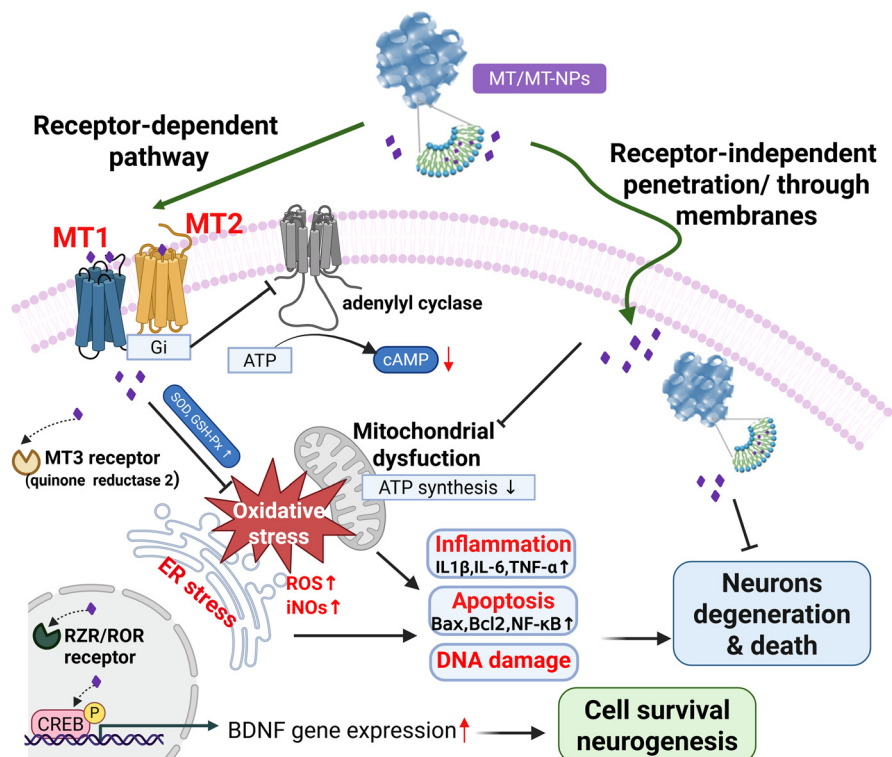 MT/MT-NPs
Receptor-dependent
pathway
Receptor-independent
penetration/ through
membranes
MT1
MT2
adenylyl cyclase
Gi
ATP
cAMP
SOD, GSH-Px ↑
MT3 receptor
(quinone reductase 2)
Mitochondrial
dysfuction
ATP synthesis ↓
Oxidative
stress
ER stress
ROS↑
iNOs↑
Inflammation
IL1β,IL-6,TNF-α↑
Apoptosis
Bax,Bcl2,NF-κB↑
DNA damage
Neurons
degeneration
& death
RZR/ROR
receptor
CREB
P
BDNF gene expression↑
Cell survival
neurogenesis